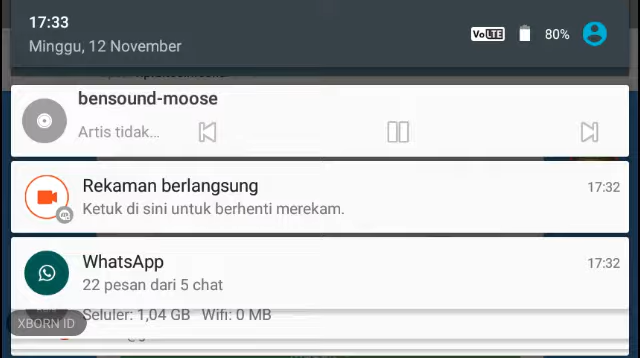 17:33
Minggu, 12 November
VoLTE
80%
bensound-moose
Artis tidak...
Rekaman berlangsung
17:32
Ketuk di sini untuk berhenti merekam.
WhatsApp
17:32
22 pesan dari 5 chat
Seluler: 1,04 GB Wifi: 0 MB
XBORN ID